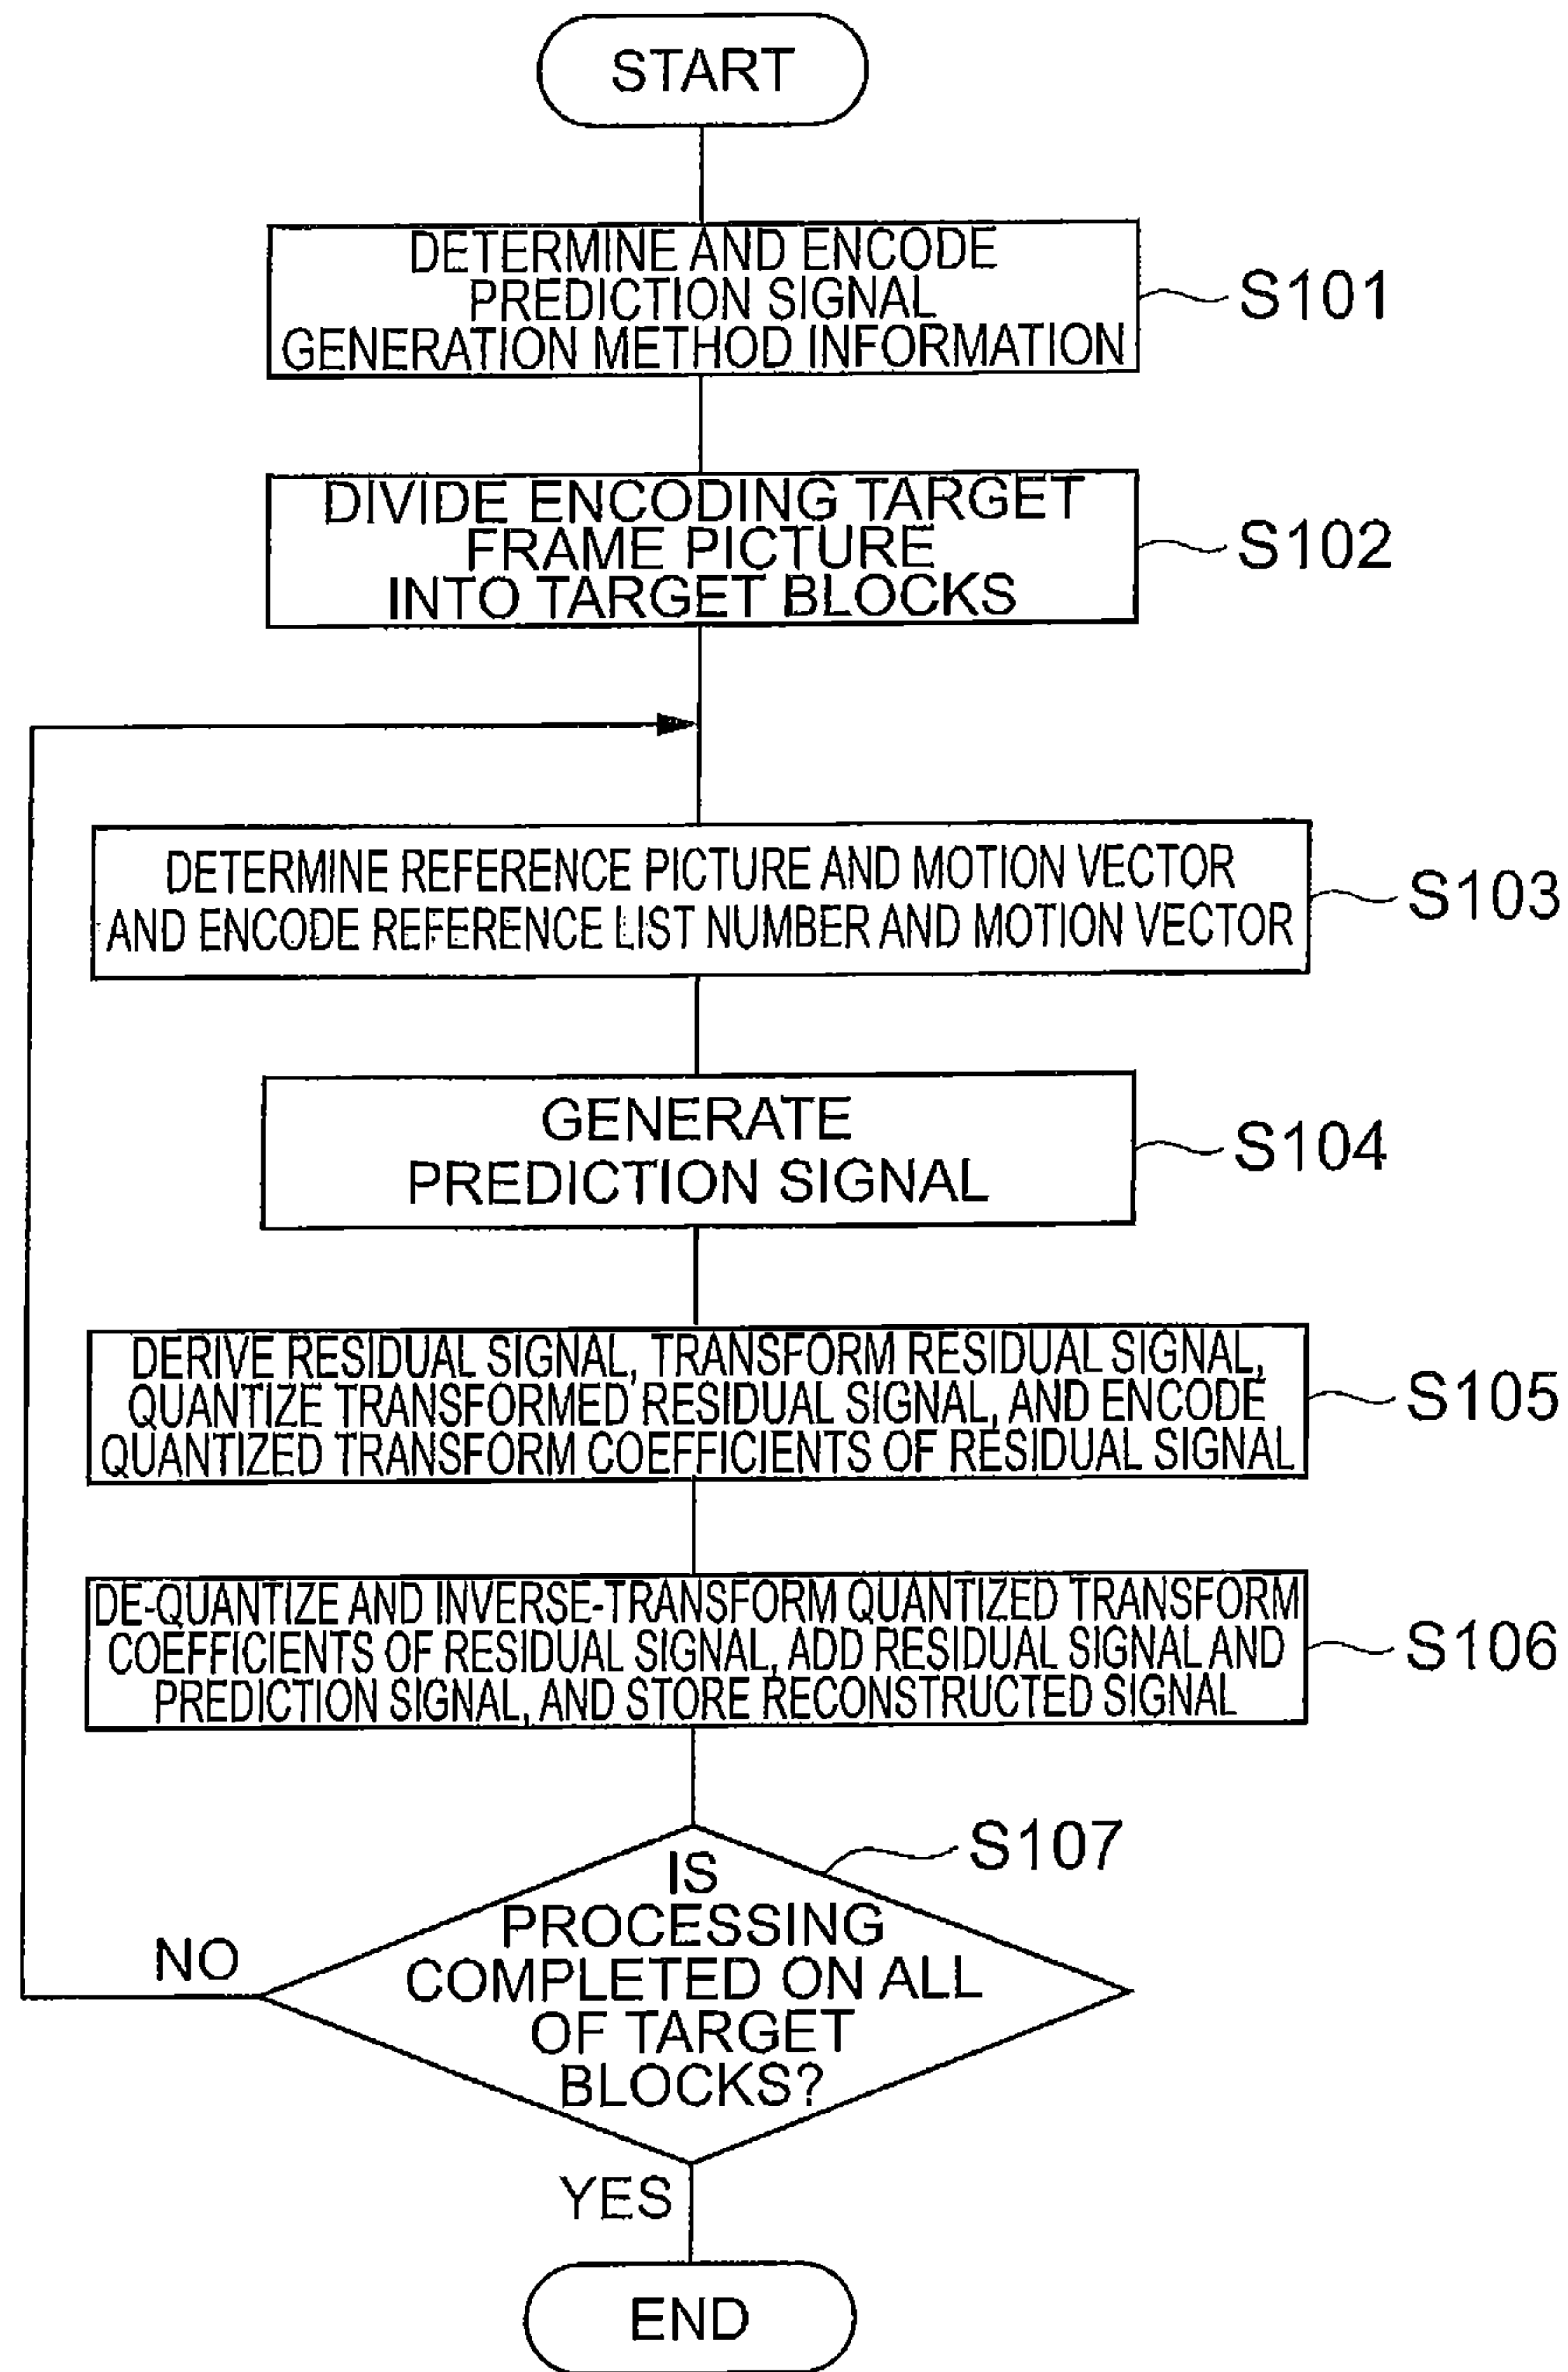 START
DETERMINE AND ENCODE
PREDICTION SIGNAL
GENERATION METHOD INFORMATION
S101
DIVIDE ENCODING TARGET
FRAME PICTURE
INTO TARGET BLOCKS
S102
DETERMINE REFERENCE PICTURE AND MOTION VECTOR
AND ENCODE REFERENCE LIST NUMBER AND MOTION VECTOR
S103
GENERATE
PREDICTION SIGNAL
S104
DERIVE RESIDUAL SIGNAL, TRANSFORM RESIDUAL SIGNAL,
QUANTIZE TRANSFORMED RESIDUAL SIGNAL, AND ENCODE
QUANTIZED TRANSFORM COEFFICIENTS OF RESIDUAL SIGNAL
S105
DE-QUANTIZE AND INVERSE-TRANSFORM QUANTIZED TRANSFORM
COEFFICIENTS OF RESIDUAL SIGNAL, ADD RESIDUAL SIGNAL AND
PREDICTION SIGNAL, AND STORE RECONSTRUCTED SIGNAL
S106
S107
IS
PROCESSING
COMPLETED ON ALL
OF TARGET
BLOCKS?
NO
YES
END